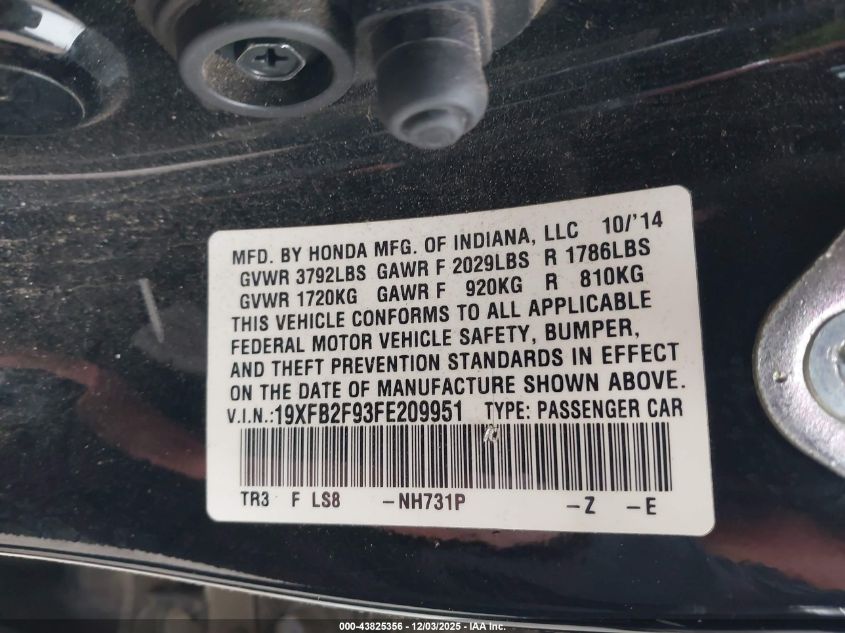 MFD. BY HONDA MFG. OF INDIANA, LLC 10/'14
GVWR 3792LBS GAWR F 2029LBS R 1786LBS
GVWR 1720KG GAWR F 920KG R 810KG
THIS VEHICLE CONFORMS TO ALL APPLICABLE
FEDERAL MOTOR VEHICLE SAFETY, BUMPER,
AND THEFT PREVENTION STANDARDS IN EFFECT
ON THE DATE OF MANUFACTURE SHOWN ABOVE.
V.I.N.:19XFB2F93FE209951 TYPE: PASSENGER CAR
TR3 F LS8 -NH731P -Z -E
000-43825356 - 12/03/2025 - IAA Inc.